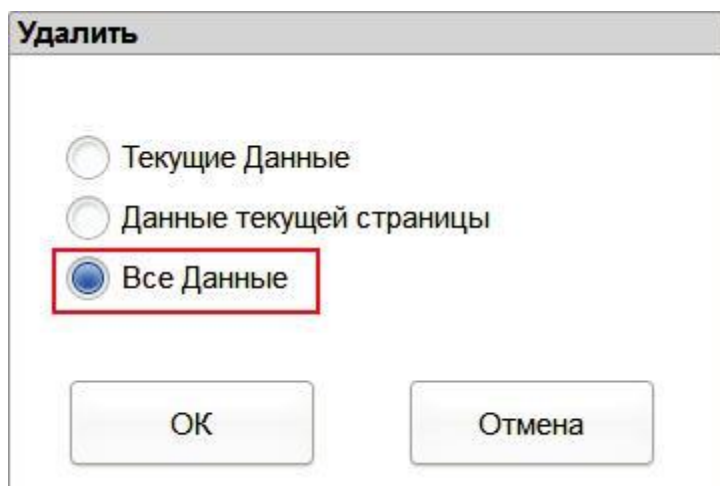 Удалить
Текущие Данные
Данные текущей страницы
Все Данные
ОК
Отмена